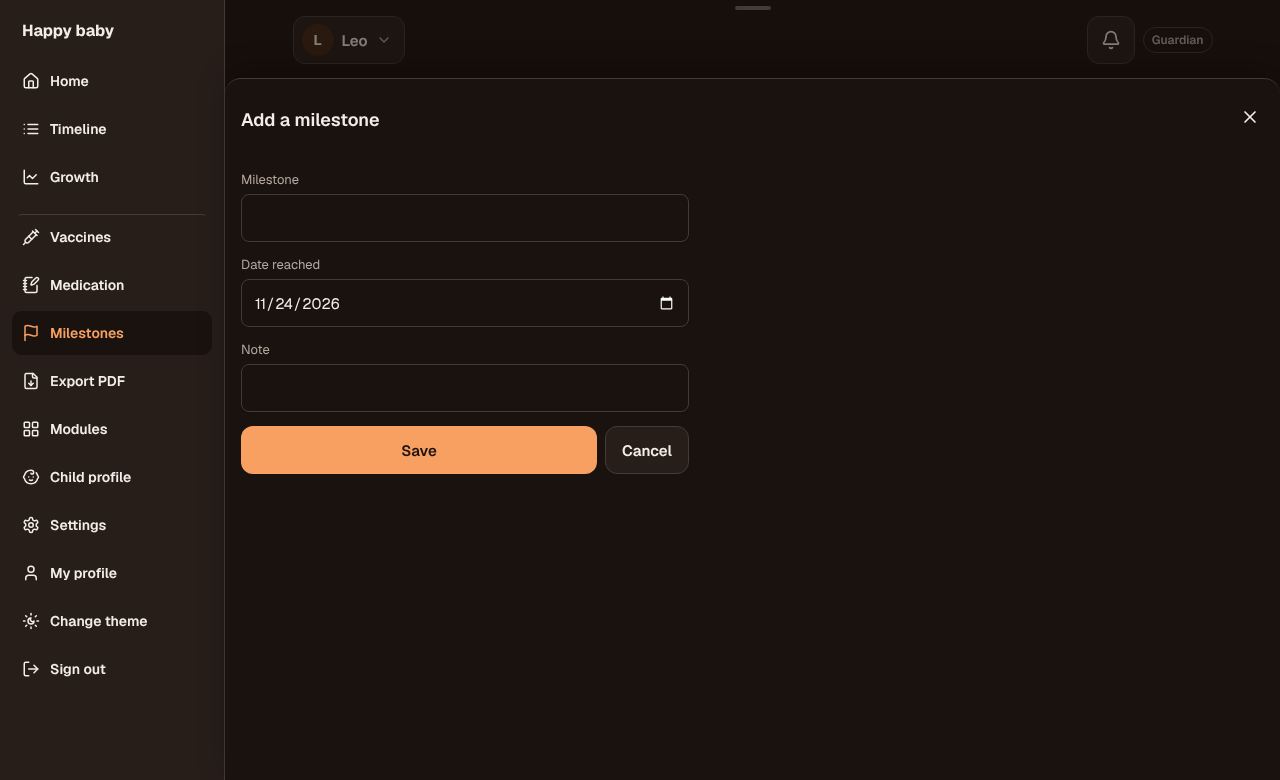 Happy baby
Home
Timeline
Growth
Vaccines
Medication
Milestones
Export PDF
Modules
Child profile
Settings
My profile
Change theme
Sign out
L Leo
Guardian
Add a milestone
Milestone
Date reached
11/24/2026
Note
Save
Cancel